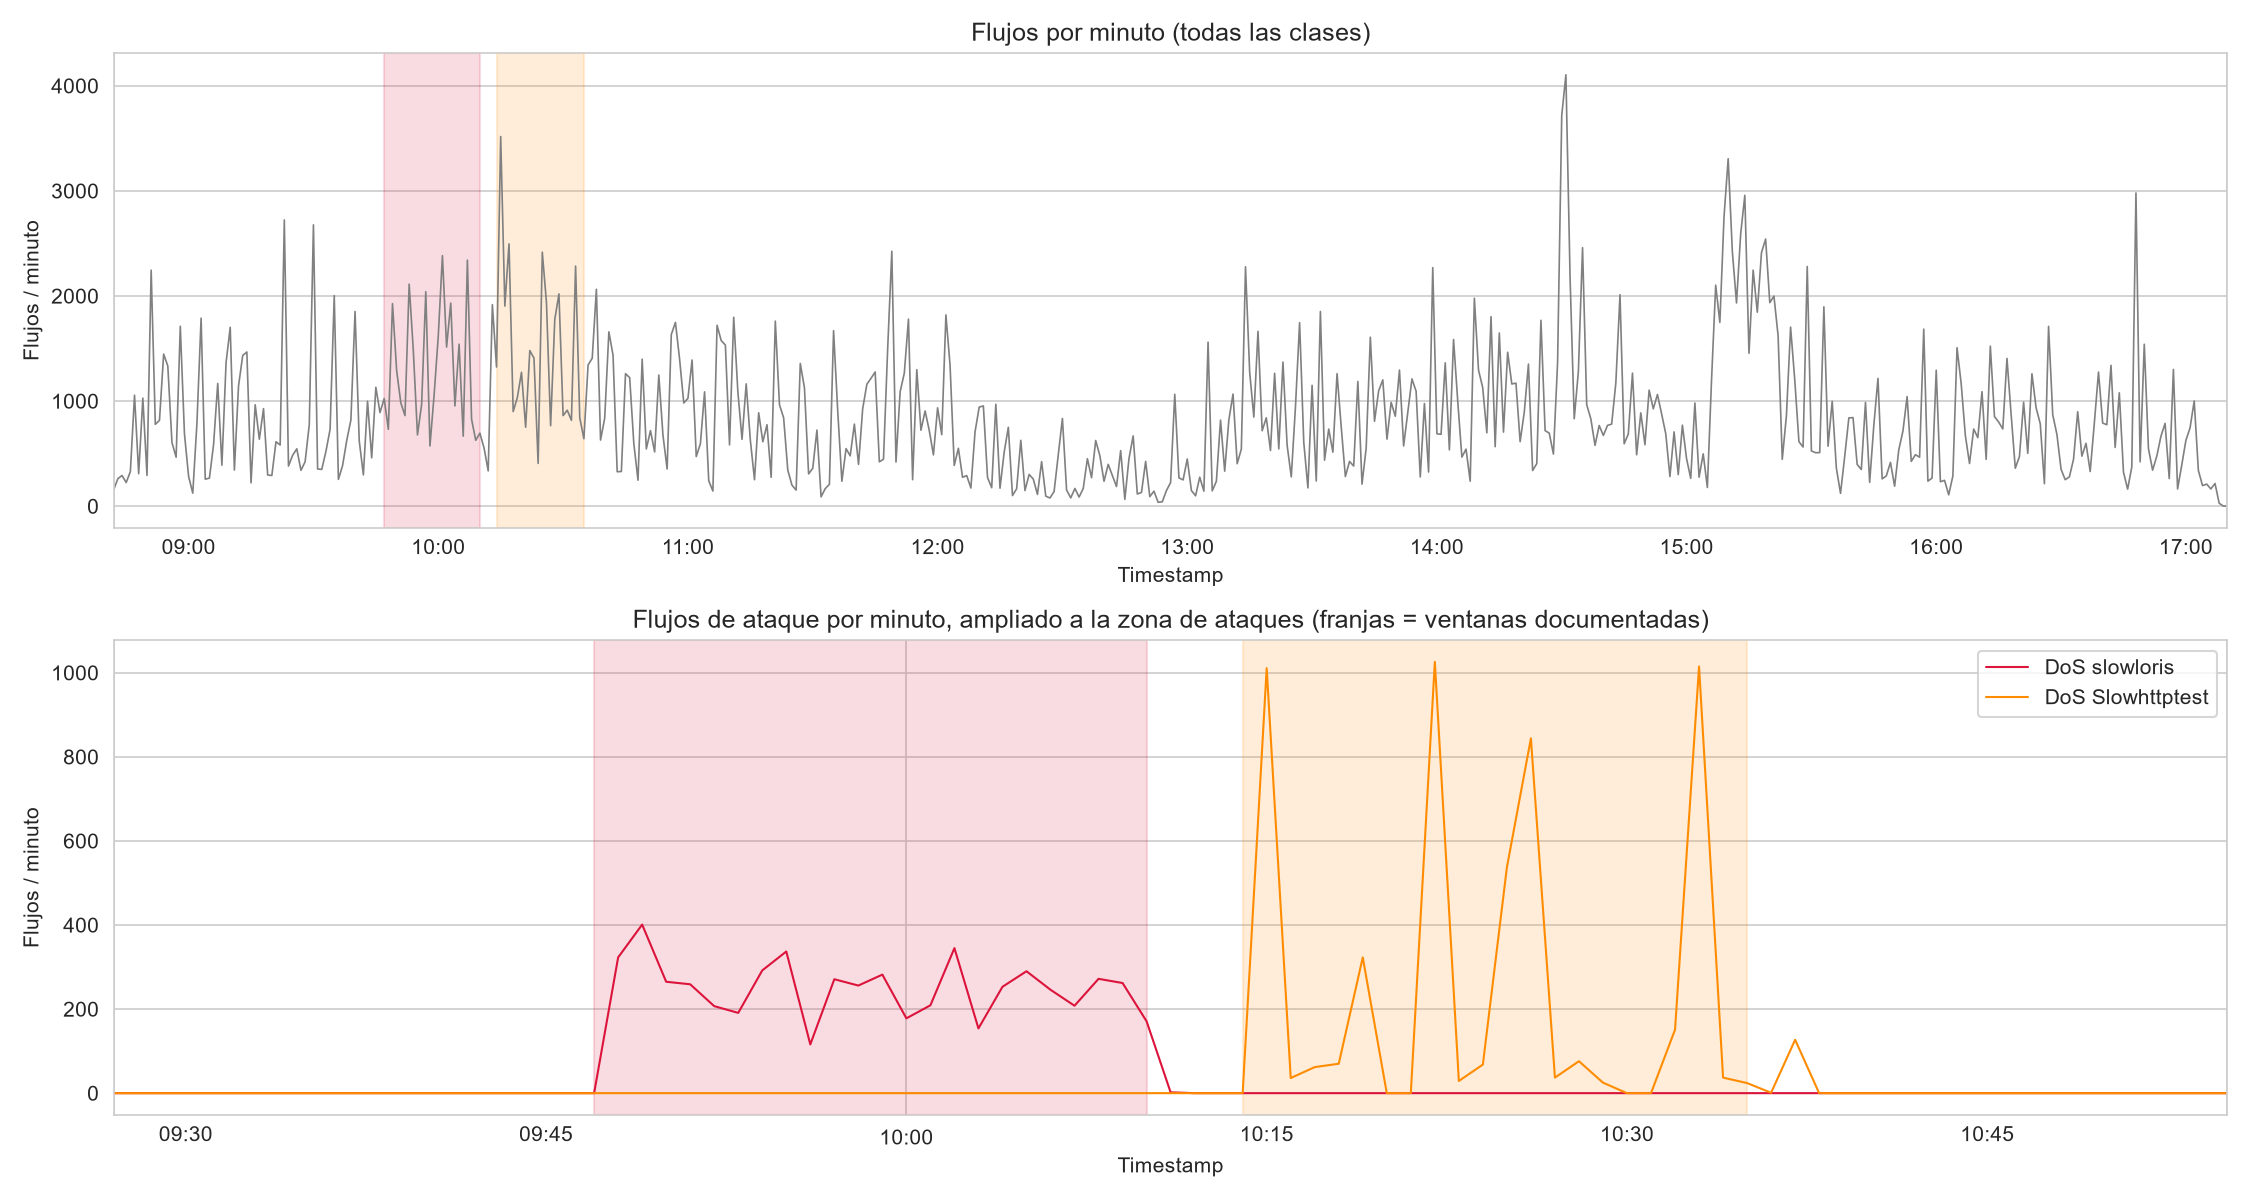 Flujos por minuto (todas las clases)
Flujos / minuto
4000
3000
2000
1000
0
09:00 10:00 11:00 12:00 13:00 14:00 15:00 16:00 17:00
Timestamp
Flujos de ataque por minuto, ampliado a la zona de ataques (franjas = ventanas documentadas)
Flujos / minuto
1000
800
600
400
200
0
DoS slowloris
DoS Slowhttptest
09:30 09:45 10:00 10:15 10:30 10:45
Timestamp